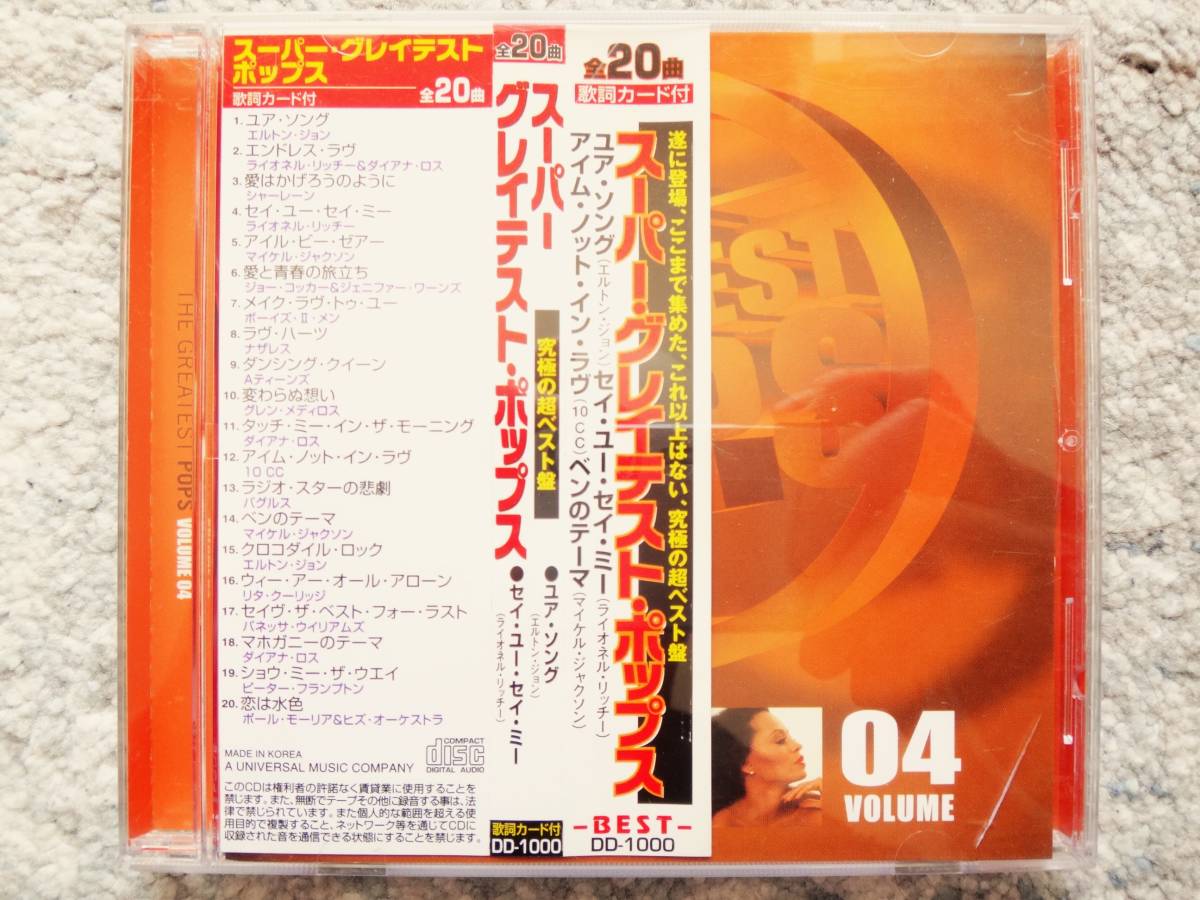 THE GREATEST POPS VOLUME 04
スーパー・グレイテスト
ポップス
歌詞カード付 全20曲
1. ユア・ソング
エルトン・ジョン
2. エンドレス・ラヴ
ライオネル・リッチー&ダイアナ・ロス
3. 愛はかげろうのように
シャーレーン
4. セイ・ユー・セイ・ミー
ライオネル・リッチー
5. アイル・ビー・ゼアー
マイケル・ジャクソン
6. 愛と青春の旅立ち
ジョー・コッカー&ジェニファー・ワーンズ
7. メイク・ラヴ・トゥ・ユー
ボーイズ・II・メン
8. ラヴ・ハーツ
ナザレス
9. ダンシング・クイーン
Aティーンズ
10. 変わらぬ想い
グレン・メディロス
11. タッチ・ミー・イン・ザ・モーニング
ダイアナ・ロス
12. アイム・ノット・イン・ラヴ
10 CC
13. ラジオ・スターの悲劇
バグルス
14. ベンのテーマ
マイケル・ジャクソン
15. クロコダイル・ロック
エルトン・ジョン
16. ウィー・アー・オール・アローン
リタ・クーリッジ
17. セイヴ・ザ・ベスト・フォー・ラスト
バネッサ・ウイリアムズ
18. マホガニーのテーマ
ダイアナ・ロス
19. ショウ・ミー・ザ・ウエイ
ピーター・フランプトン
20. 恋は水色
ポール・モーリア&ヒズ・オーケストラ
MADE IN KOREA
A UNIVERSAL MUSIC COMPANY
COMPACT
disc
DIGITAL AUDIO
このCDは権利者の許諾なく賃貸業に使用することを
禁じます。また、無断でテープその他に録音する事は、法
律で禁じられています。また個人的な範囲を超える使
用目的で複製すること、ネットワーク等を通じてCDに
収録された音を通信できる状態にすることを禁じます。
全20曲
スーパー
グレイテスト・ポップス
究極の超ベスト盤
●ユア・ソング
(エルトン・ジョン)
●セイ・ユー・セイ・ミー
(ライオネル・リッチー)
歌詞カード付
DD-1000
全20曲
歌詞カード付
遂に登場、ここまで集めた、これ以上はない、究極の超ベスト盤
スーパー・グレイテスト・ポップス
ユア・ソング(エルトン・ジョン)セイ・ユー・セイ・ミー(ライオネル・リッチー)
アイム・ノット・イン・ラヴ(10CC)ベンのテーマ(マイケル・ジャクソン)
-BEST-
DD-1000
04
VOLUME